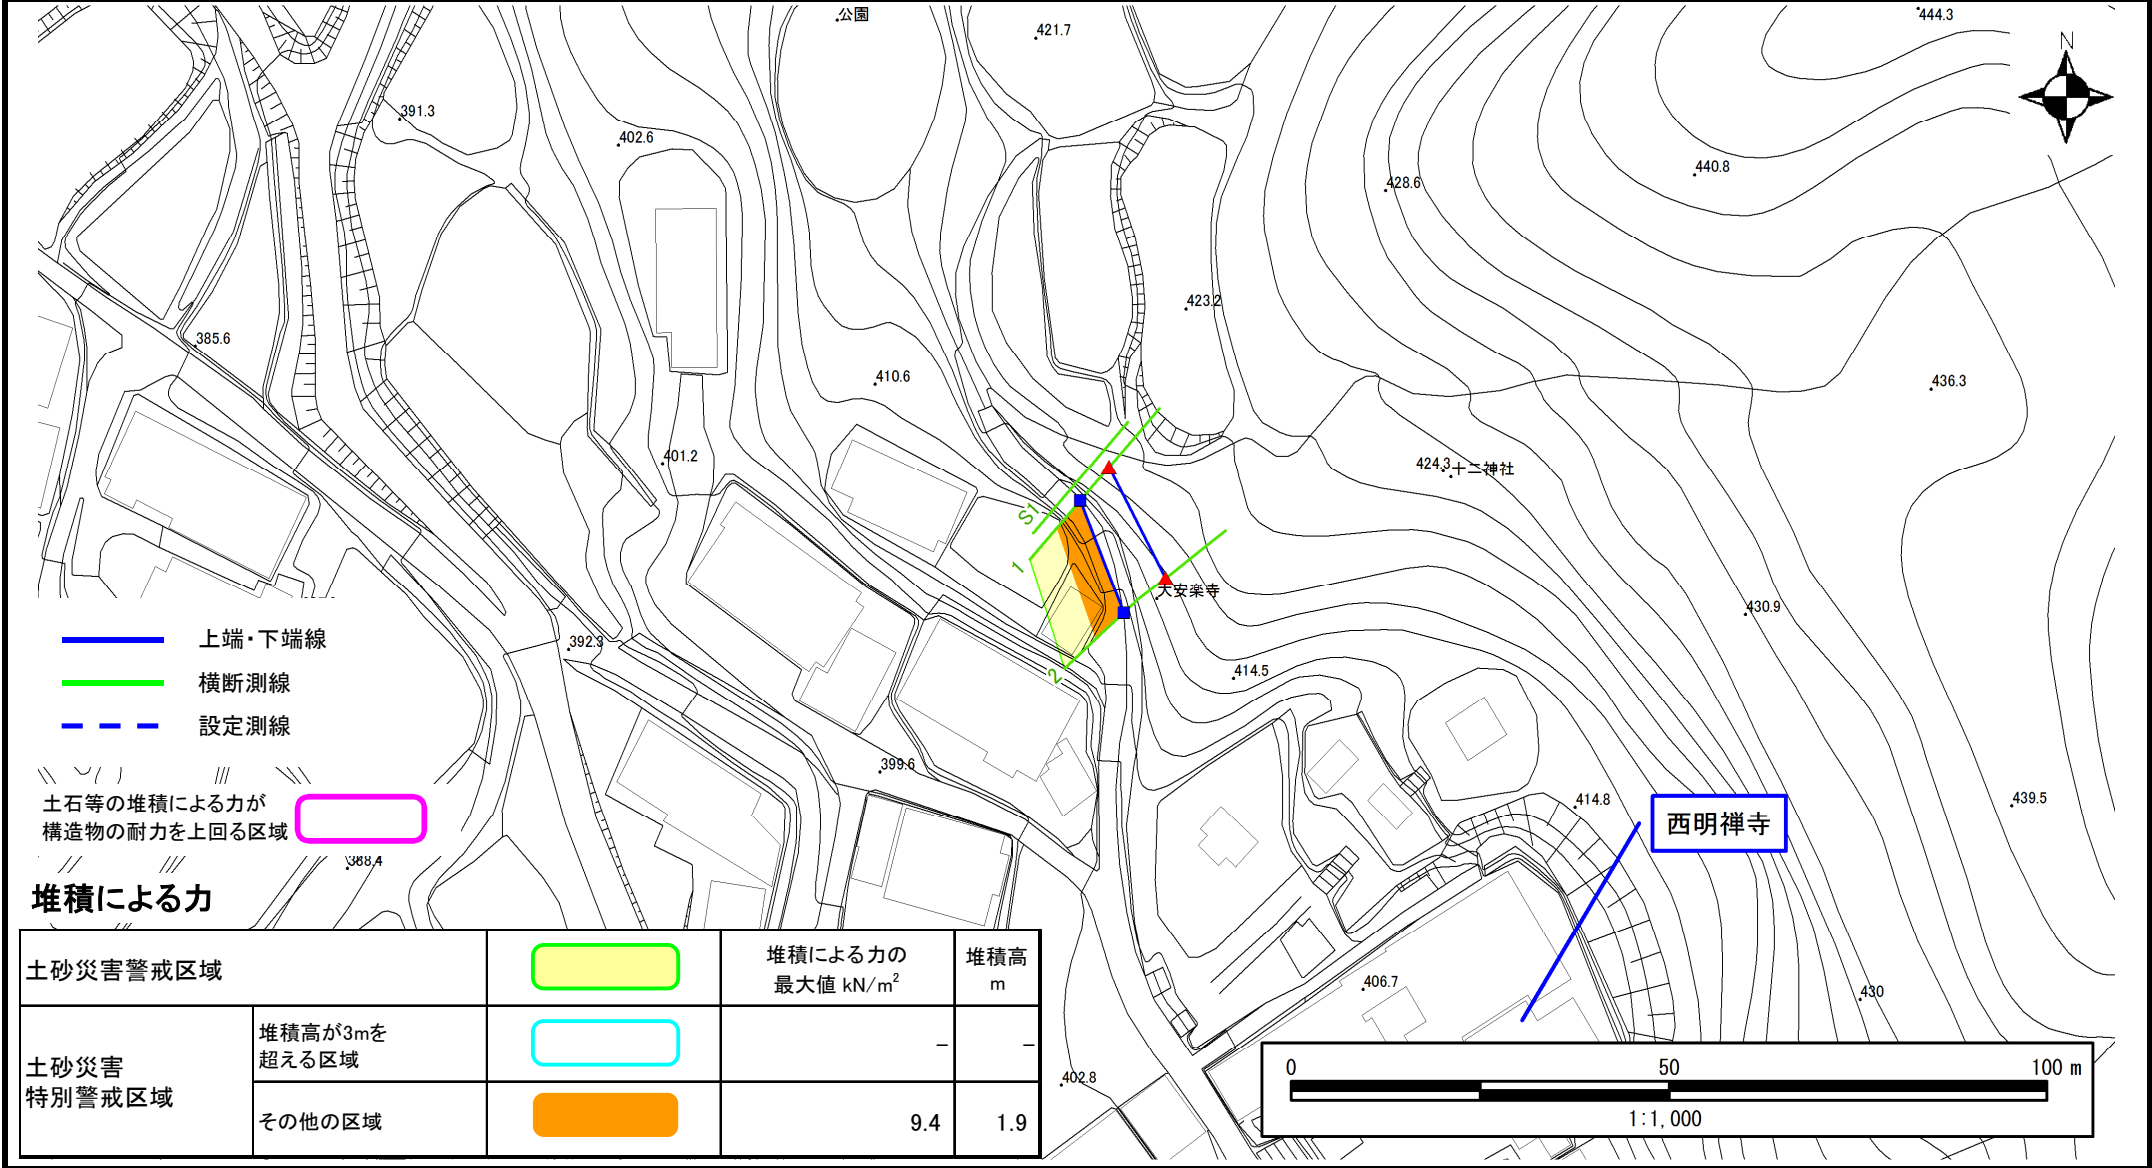 公園
421.7
444.3
N
391.3
402.6
440.8
428.6
423.2
385.6
410.6
436.3
401.2
424.3
十二神社
S1
1
大安楽寺
430.9
392.3
414.5
2
399.6
414.8
439.5
西明禅寺
368.4
406.7
430
402.8
上端・下端線
横断測線
設定測線
土石等の堆積による力が
構造物の耐力を上回る区域
堆積による力
土砂災害警戒区域
堆積による力の
最大値 kN/m²
堆積高
m
土砂災害
特別警戒区域
堆積高が3mを
超える区域
－
－
その他の区域
9.4
1.9
0 50 100 m
1:1,000